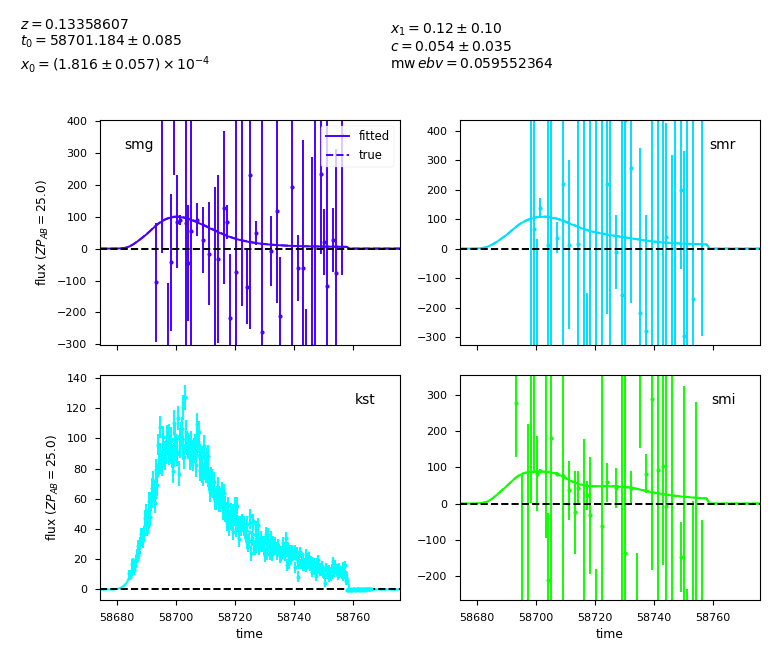 z = 0.13358607
t₀ = 58701.184 ± 0.085
x₀ = (1.816 ± 0.057) × 10⁻⁴
x₁ = 0.12 ± 0.10
c = 0.054 ± 0.035
mw ebv = 0.059552364
400
300
200
100
0
−100
−200
−300
flux (ZP_AB = 25.0)
smg
fitted
true
400
300
200
100
0
−100
−200
−300
smr
140
120
100
80
60
40
20
0
flux (ZP_AB = 25.0)
kst
58680 58700 58720 58740 58760
time
300
200
100
0
−100
−200
smi
58680 58700 58720 58740 58760
time